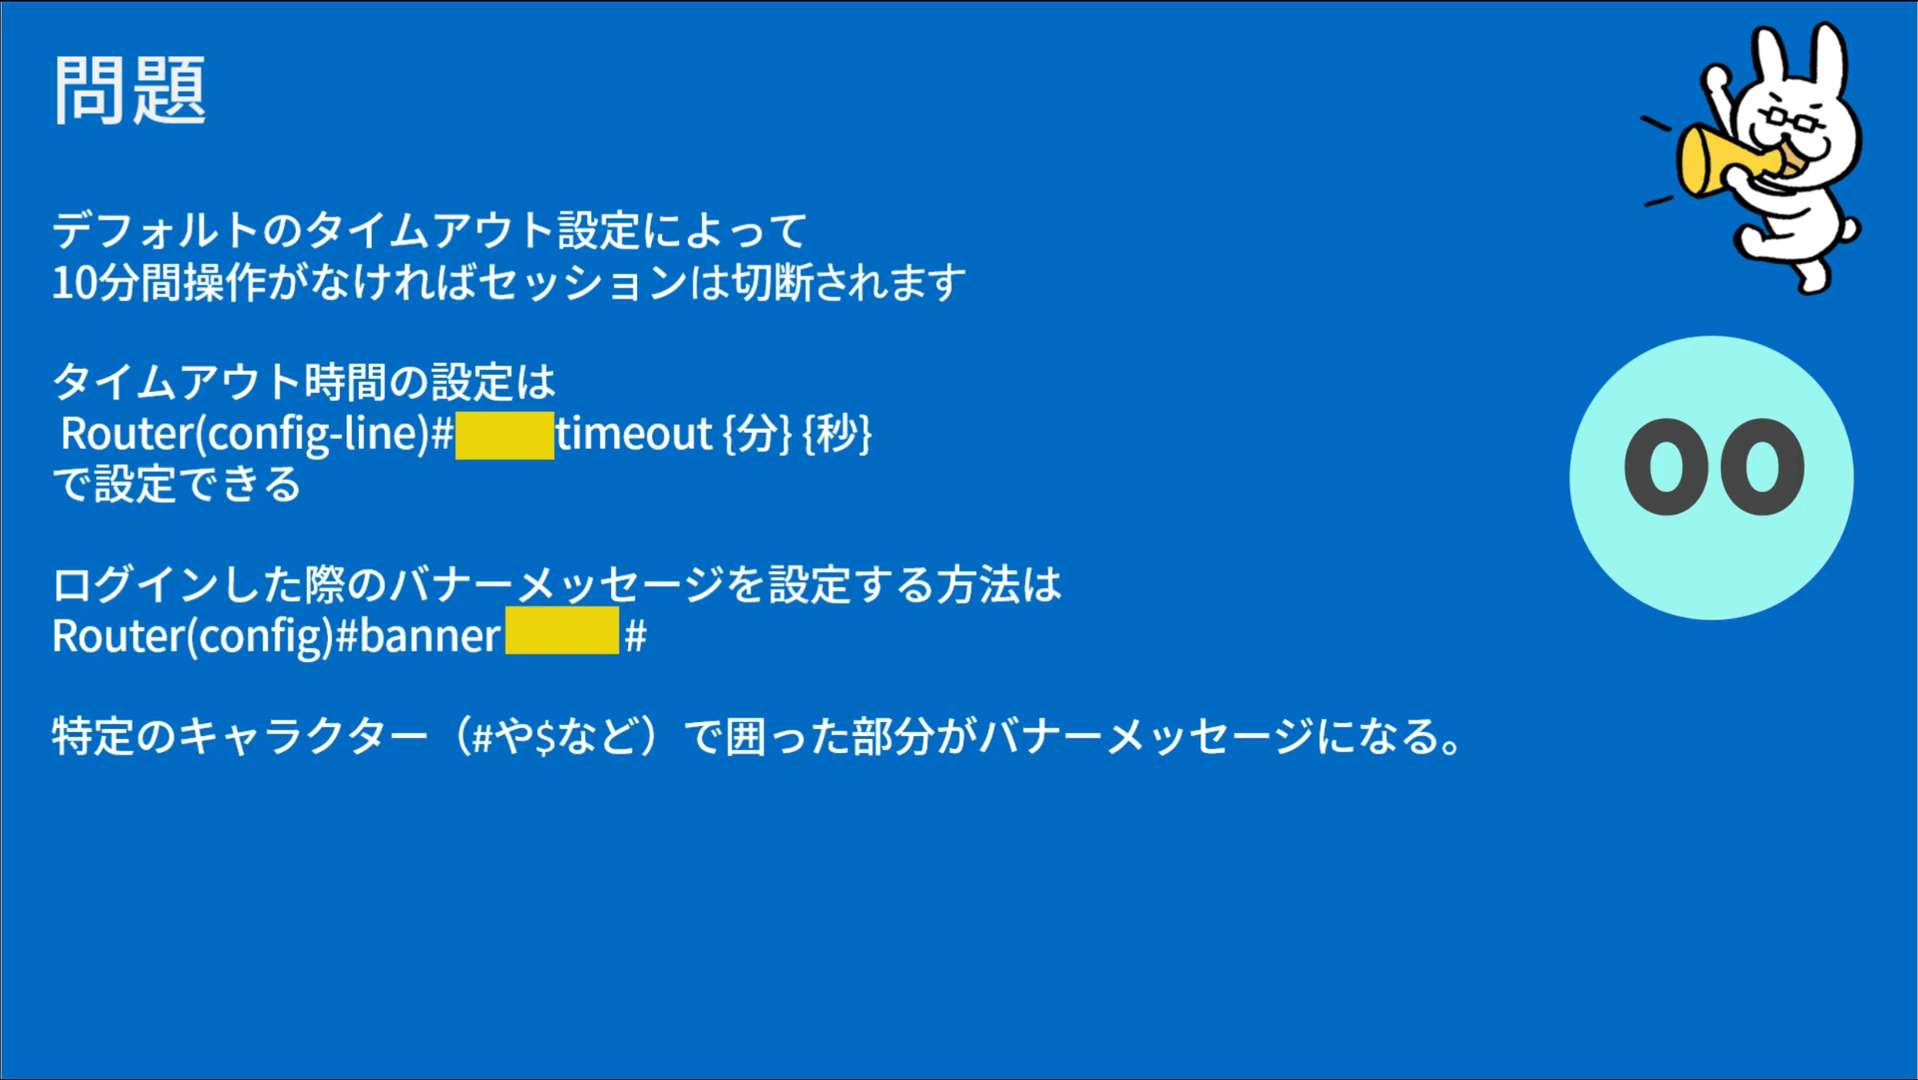 問題
デフォルトのタイムアウト設定によって
10分間操作がなければセッションは切断されます
タイムアウト時間の設定は
Router(config-line)# timeout {分} {秒}
で設定できる
00
ログインした際のバナーメッセージを設定する方法は
Router(config)#banner #
特定のキャラクター（#や$など）で囲った部分がバナーメッセージになる。